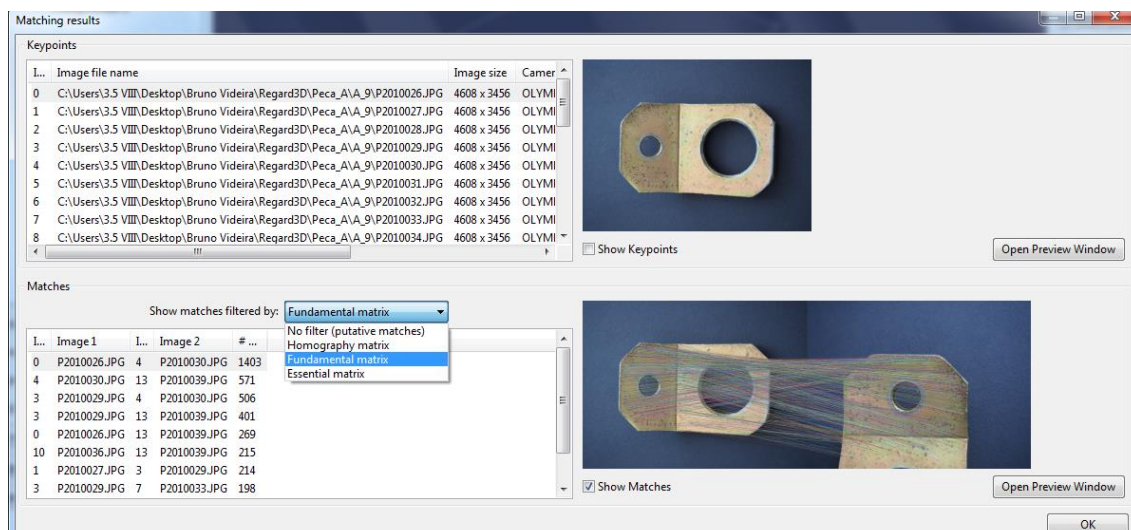 Matching results
Keypoints
I... Image file name Image size Camer
0 C:\Users\3.5 VIII\Desktop\Bruno Videira\Regard3D\Peca_A\A_9\P2010026.JPG 4608 x 3456 OLYMI
1 C:\Users\3.5 VIII\Desktop\Bruno Videira\Regard3D\Peca_A\A_9\P2010027.JPG 4608 x 3456 OLYMI
2 C:\Users\3.5 VIII\Desktop\Bruno Videira\Regard3D\Peca_A\A_9\P2010028.JPG 4608 x 3456 OLYMI
3 C:\Users\3.5 VIII\Desktop\Bruno Videira\Regard3D\Peca_A\A_9\P2010029.JPG 4608 x 3456 OLYMI
4 C:\Users\3.5 VIII\Desktop\Bruno Videira\Regard3D\Peca_A\A_9\P2010030.JPG 4608 x 3456 OLYMI
5 C:\Users\3.5 VIII\Desktop\Bruno Videira\Regard3D\Peca_A\A_9\P2010031.JPG 4608 x 3456 OLYMI
6 C:\Users\3.5 VIII\Desktop\Bruno Videira\Regard3D\Peca_A\A_9\P2010032.JPG 4608 x 3456 OLYMI
7 C:\Users\3.5 VIII\Desktop\Bruno Videira\Regard3D\Peca_A\A_9\P2010033.JPG 4608 x 3456 OLYMI
8 C:\Users\3.5 VIII\Desktop\Bruno Videira\Regard3D\Peca_A\A_9\P2010034.JPG 4608 x 3456 OLYMI
Show Keypoints
Open Preview Window
Matches
Show matches filtered by: Fundamental matrix
No filter (putative matches)
Homography matrix
Fundamental matrix
Essential matrix
I... Image 1 I... Image 2 # ...
0 P2010026.JPG 4 P2010030.JPG 1403
4 P2010030.JPG 13 P2010039.JPG 571
3 P2010029.JPG 4 P2010030.JPG 506
3 P2010029.JPG 13 P2010039.JPG 401
0 P2010026.JPG 13 P2010039.JPG 269
10 P2010036.JPG 13 P2010039.JPG 215
1 P2010027.JPG 3 P2010029.JPG 214
3 P2010029.JPG 7 P2010033.JPG 198
Show Matches
Open Preview Window
OK